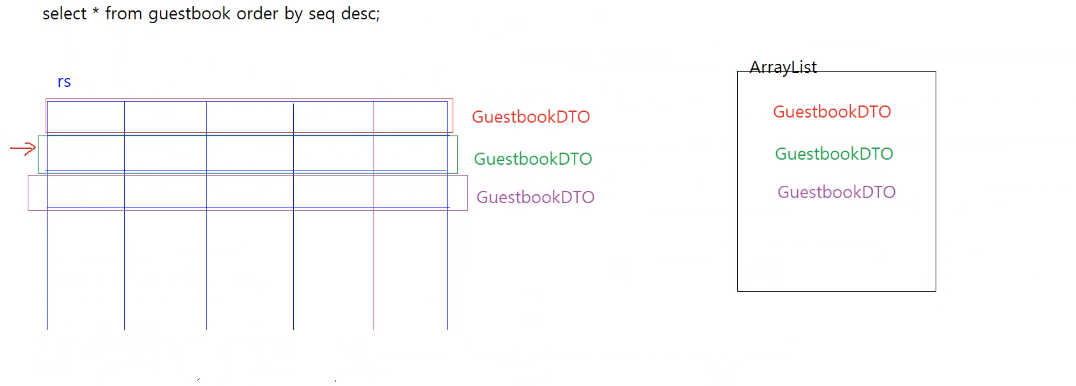 select * from guestbook order by seq desc;
rs
ArrayList
GuestbookDTO
GuestbookDTO
GuestbookDTO
GuestbookDTO
GuestbookDTO
GuestbookDTO